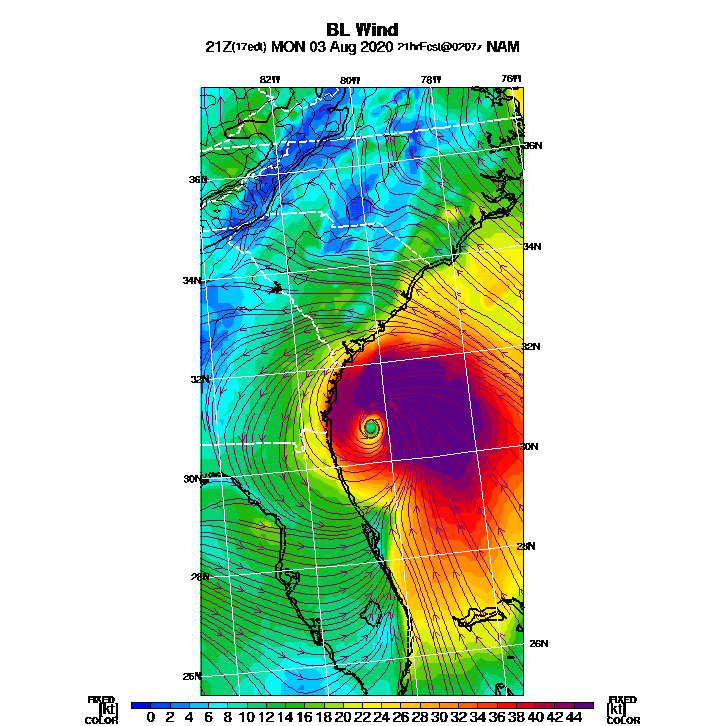 BL Wind
21Z(17edt) MON 03 Aug 2020 21hrFcst@0207z NAM
82W 80W 78W 76W
36N
36N
34N
34N
32N
32N
30N
30N
28N
28N
26N
26N
FIXED FIXED
[kt] 0 2 4 6 8 10 12 14 16 18 20 22 24 26 28 30 32 34 36 38 40 42 44 [kt]
COLOR COLOR